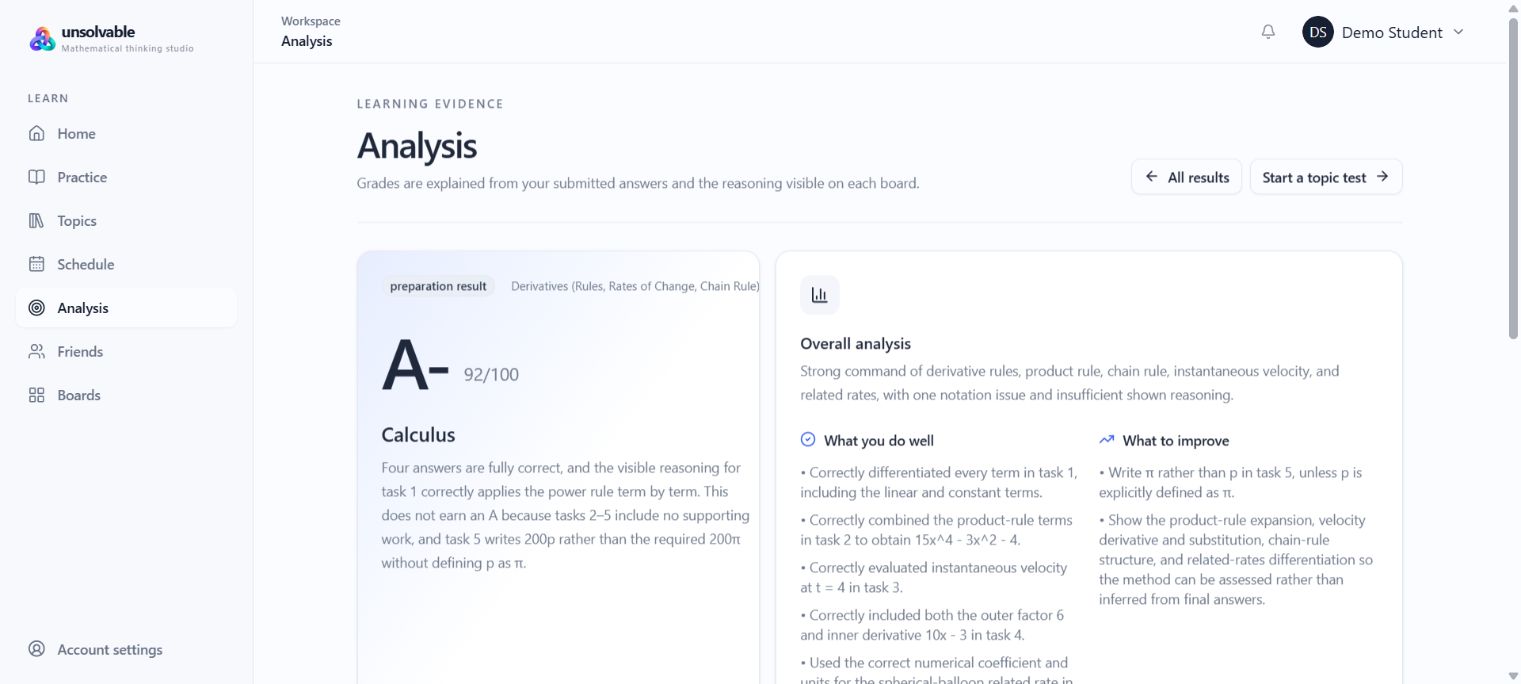 unsolvable
Mathematical thinking studio
LEARN
Home
Practice
Topics
Schedule
Analysis
Friends
Boards
Account settings
Workspace
Analysis
DS Demo Student
LEARNING EVIDENCE
Analysis
Grades are explained from your submitted answers and the reasoning visible on each board.
← All results
Start a topic test →
preparation result Derivatives (Rules, Rates of Change, Chain Rule)
A- 92/100
Calculus
Four answers are fully correct, and the visible reasoning for
task 1 correctly applies the power rule term by term. This
does not earn an A because tasks 2–5 include no supporting
work, and task 5 writes 200p rather than the required 200π
without defining p as π.
Overall analysis
Strong command of derivative rules, product rule, chain rule, instantaneous velocity, and
related rates, with one notation issue and insufficient shown reasoning.
What you do well
• Correctly differentiated every term in task 1,
including the linear and constant terms.
• Correctly combined the product-rule terms
in task 2 to obtain 15x^4 - 3x^2 - 4.
• Correctly evaluated instantaneous velocity
at t = 4 in task 3.
• Correctly included both the outer factor 6
and inner derivative 10x - 3 in task 4.
• Used the correct numerical coefficient and
units for the spherical-balloon related rate in
What to improve
• Write π rather than p in task 5, unless p is
explicitly defined as π.
• Show the product-rule expansion, velocity
derivative and substitution, chain-rule
structure, and related-rates differentiation so
the method can be assessed rather than
inferred from final answers.